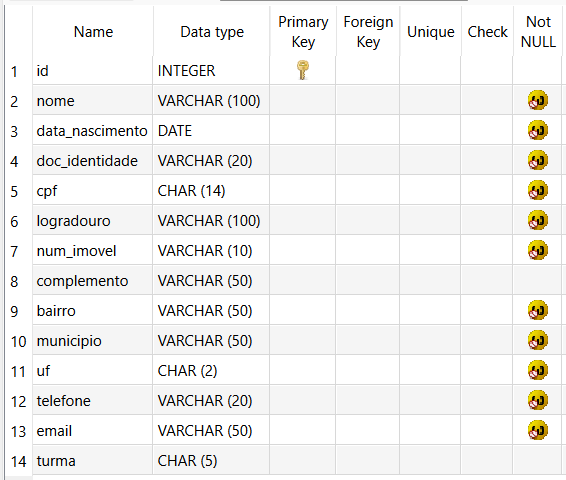 Name Data type Primary Key Foreign Key Unique Check Not NULL
1 id INTEGER
2 nome VARCHAR (100)
3 data_nascimento DATE
4 doc_identidade VARCHAR (20)
5 cpf CHAR (14)
6 logradouro VARCHAR (100)
7 num_imovel VARCHAR (10)
8 complemento VARCHAR (50)
9 bairro VARCHAR (50)
10 municipio VARCHAR (50)
11 uf CHAR (2)
12 telefone VARCHAR (20)
13 email VARCHAR (50)
14 turma CHAR (5)